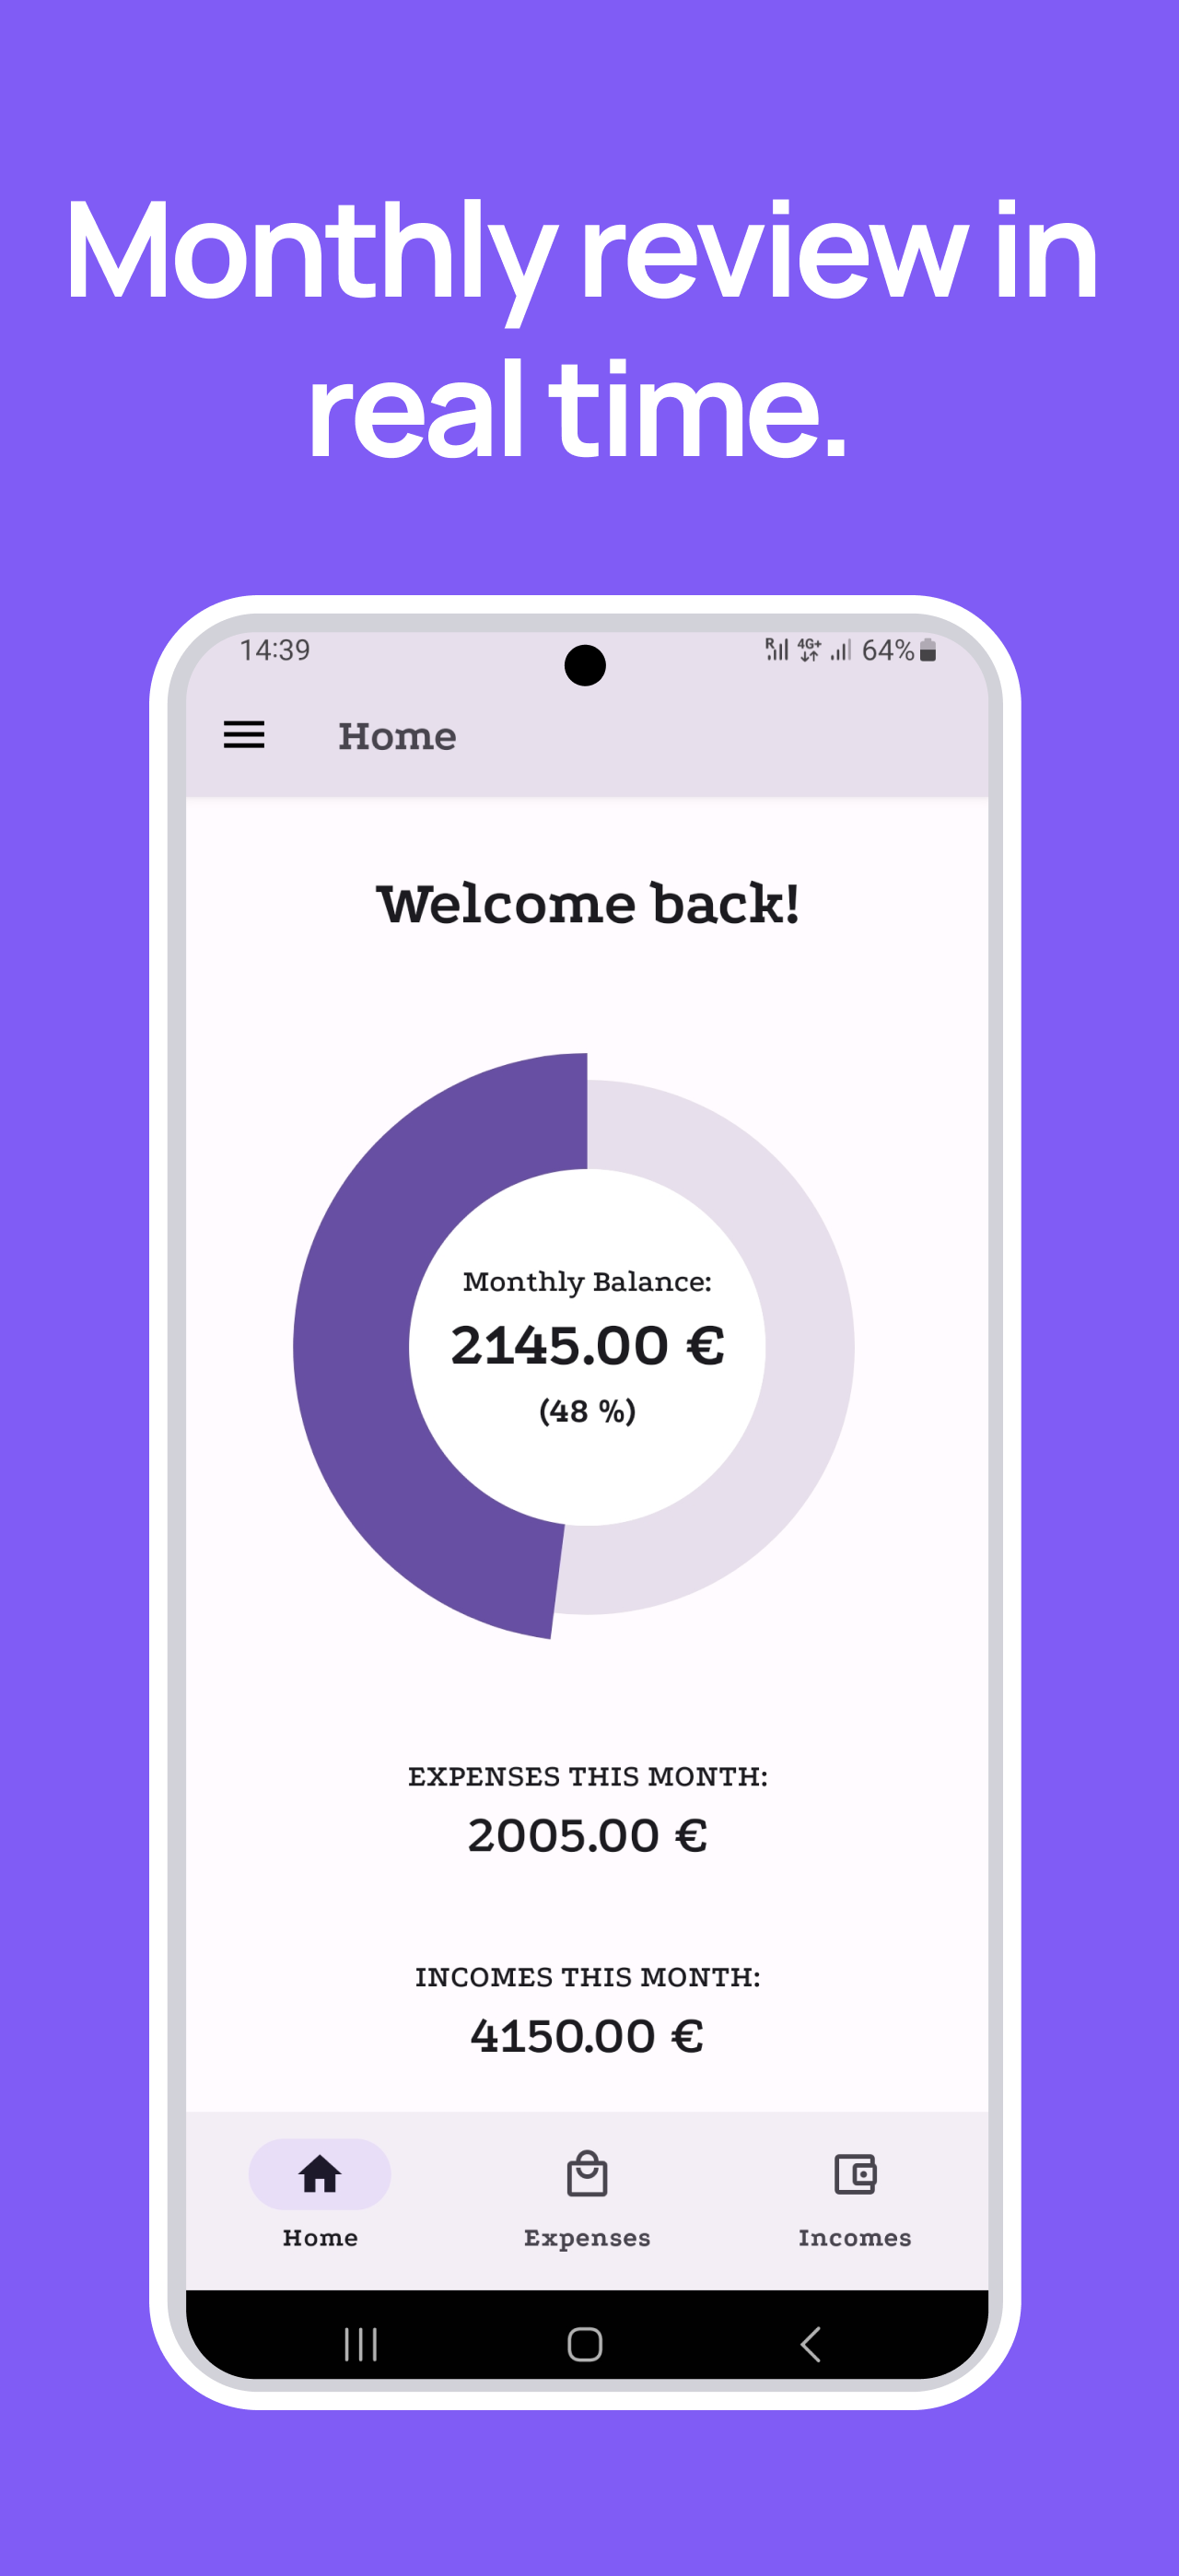 Monthly review in
real time.
14:39
R 4G+ 64%
Home
Welcome back!
Monthly Balance:
2145.00 €
(48 %)
EXPENSES THIS MONTH:
2005.00 €
INCOMES THIS MONTH:
4150.00 €
Home Expenses Incomes